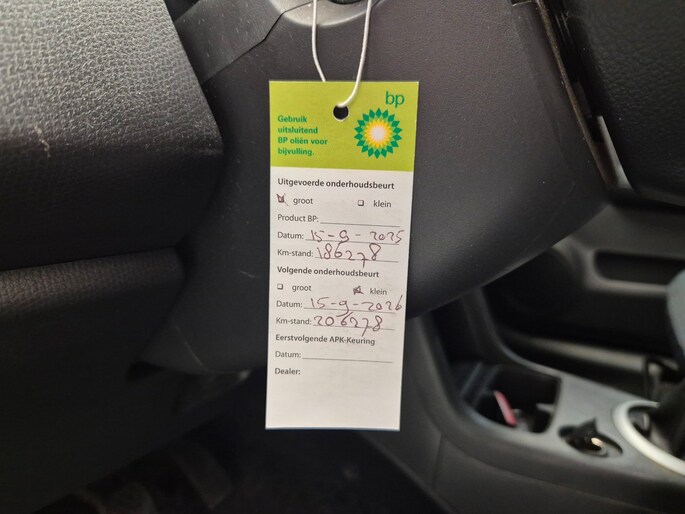 bp
Gebruik
uitsluitend
BP oliën voor
bijvulling.
Uitgevoerde onderhoudsbeurt
groot klein
Product BP:
Datum: 15-9-2025
Km-stand: 186278
Volgende onderhoudsbeurt
groot klein
Datum: 15-9-2026
Km-stand: 206278
Eerstvolgende APK-Keuring
Datum:
Dealer: